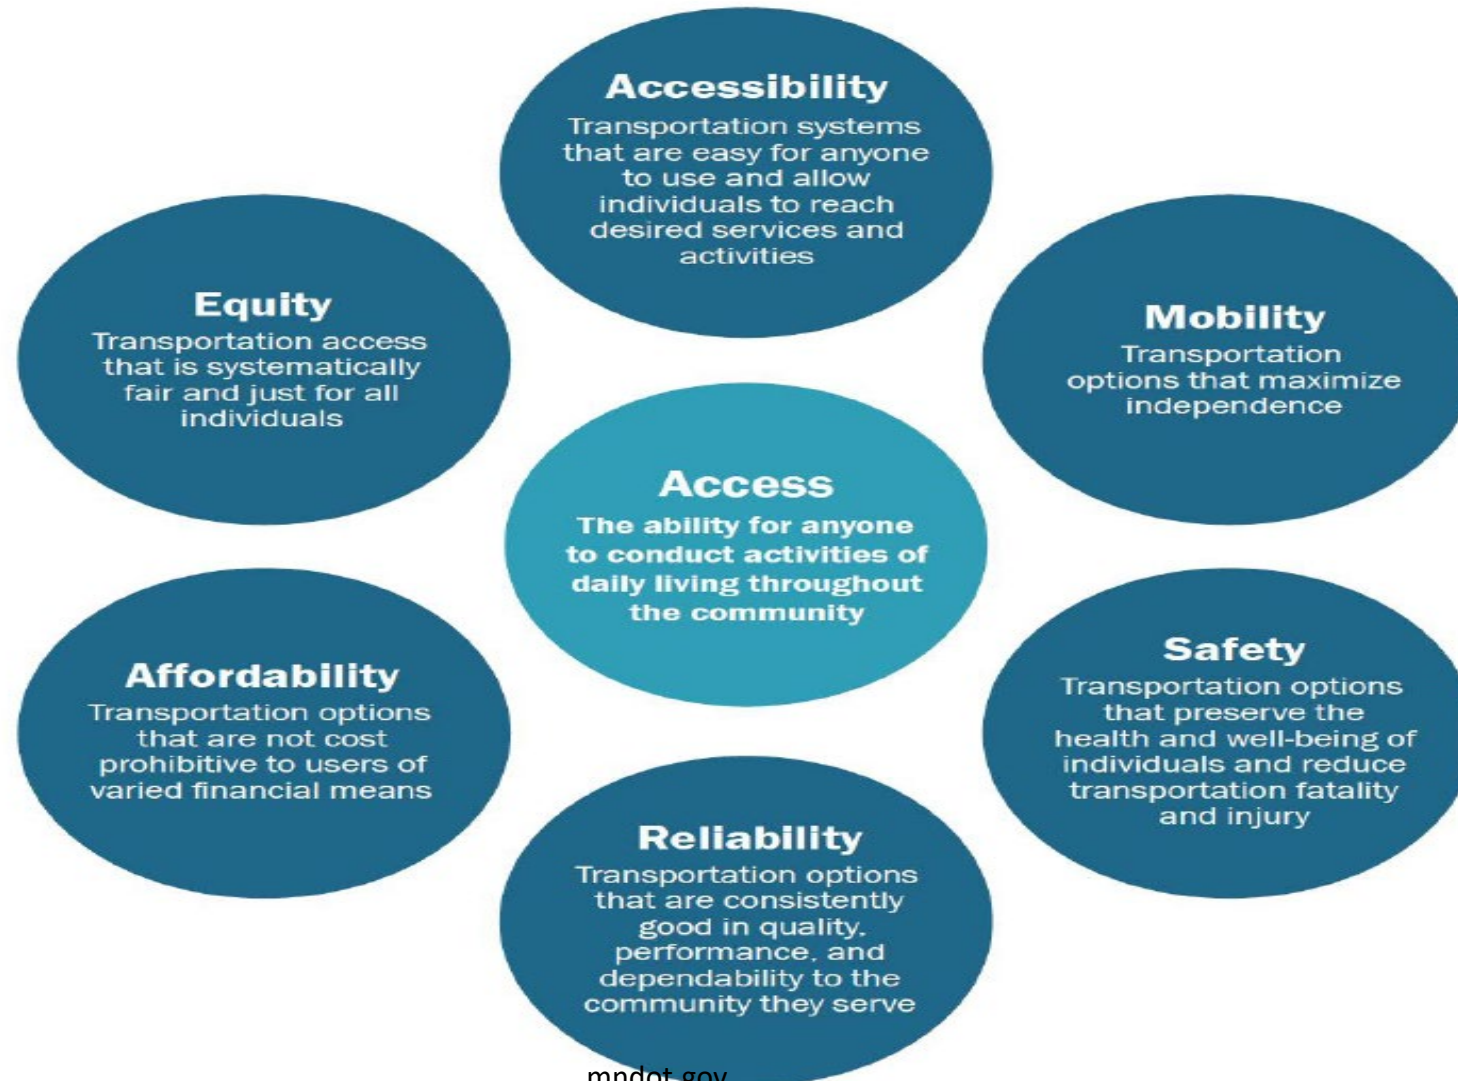 Accessibility
Transportation systems
that are easy for anyone
to use and allow
individuals to reach
desired services and
activities
Equity
Transportation access
that is systematically
fair and just for all
individuals
Mobility
Transportation
options that maximize
independence
Access
The ability for anyone
to conduct activities of
daily living throughout
the community
Affordability
Transportation options
that are not cost
prohibitive to users of
varied financial means
Safety
Transportation options
that preserve the
health and well-being of
individuals and reduce
transportation fatality
and injury
Reliability
Transportation options
that are consistently
good in quality,
performance, and
dependability to the
community they serve
mndot.gov